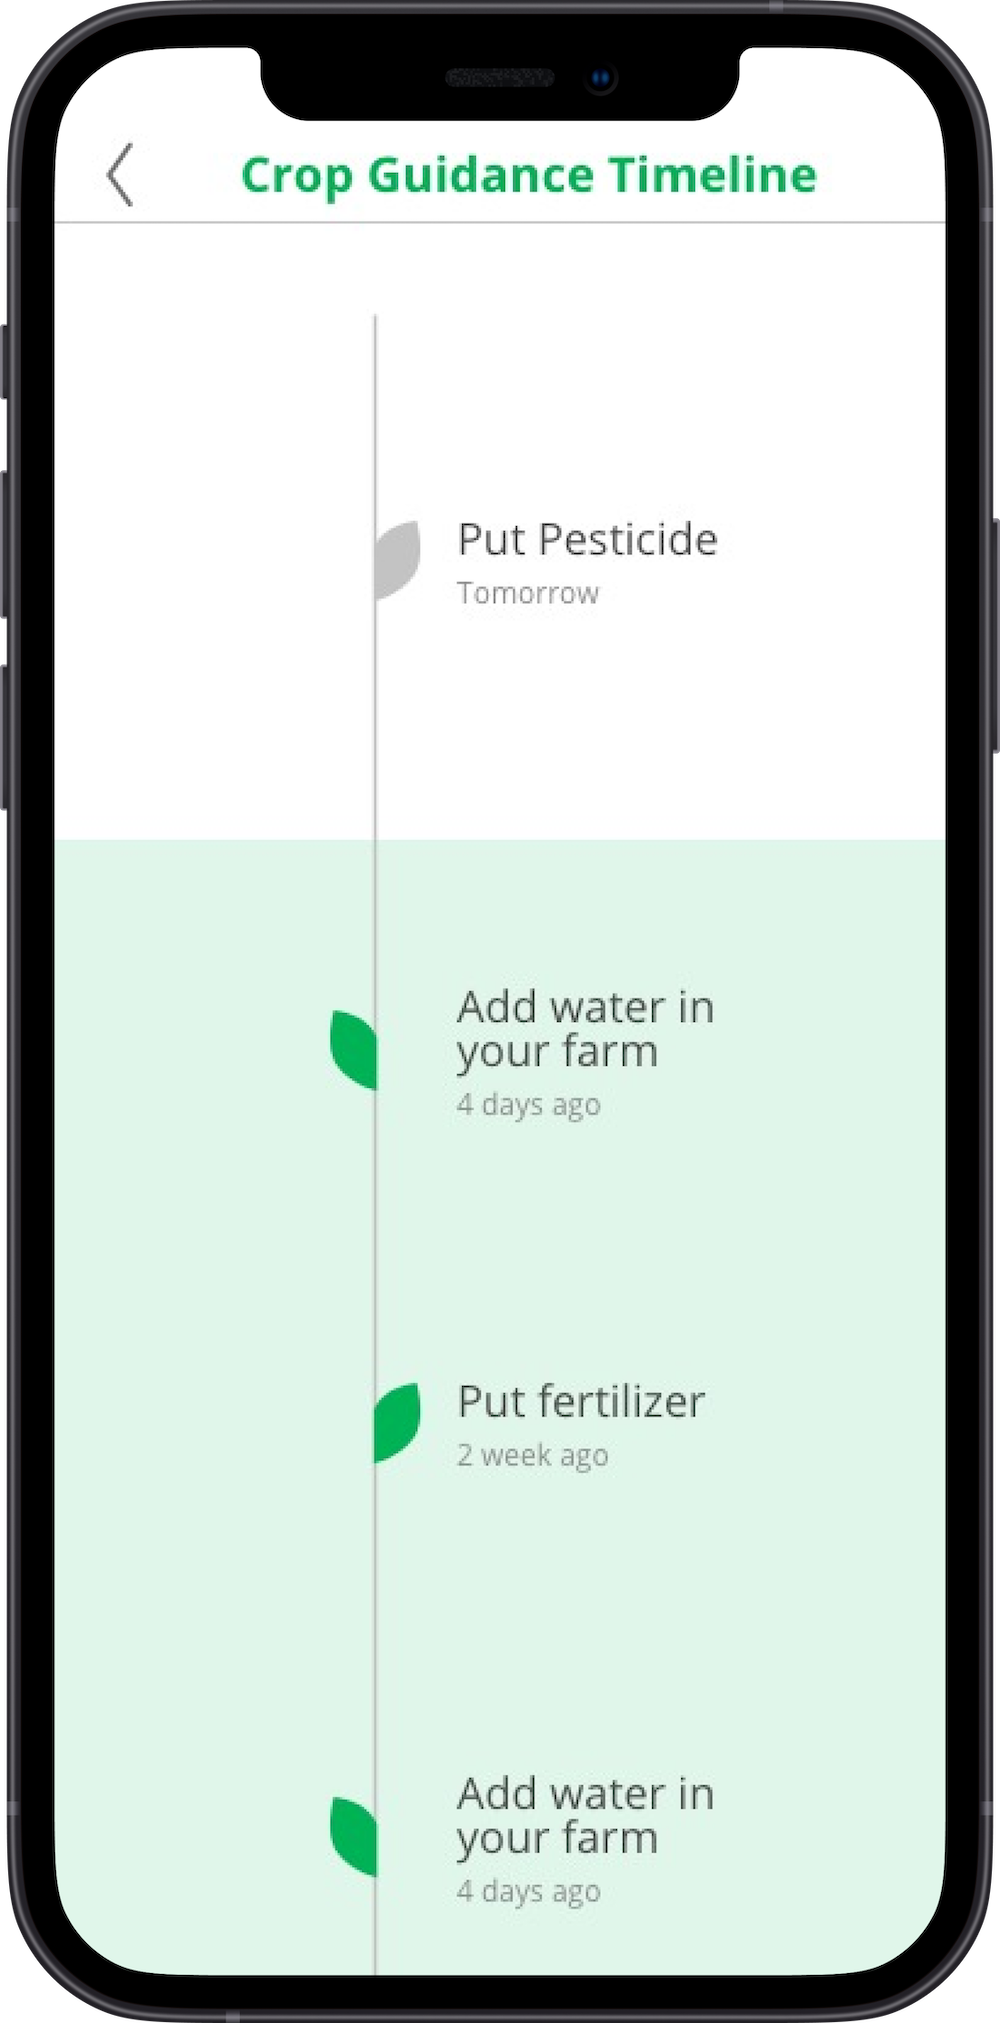 Crop Guidance Timeline
Put Pesticide
Tomorrow
Add water in
your farm
4 days ago
Put fertilizer
2 week ago
Add water in
your farm
4 days ago